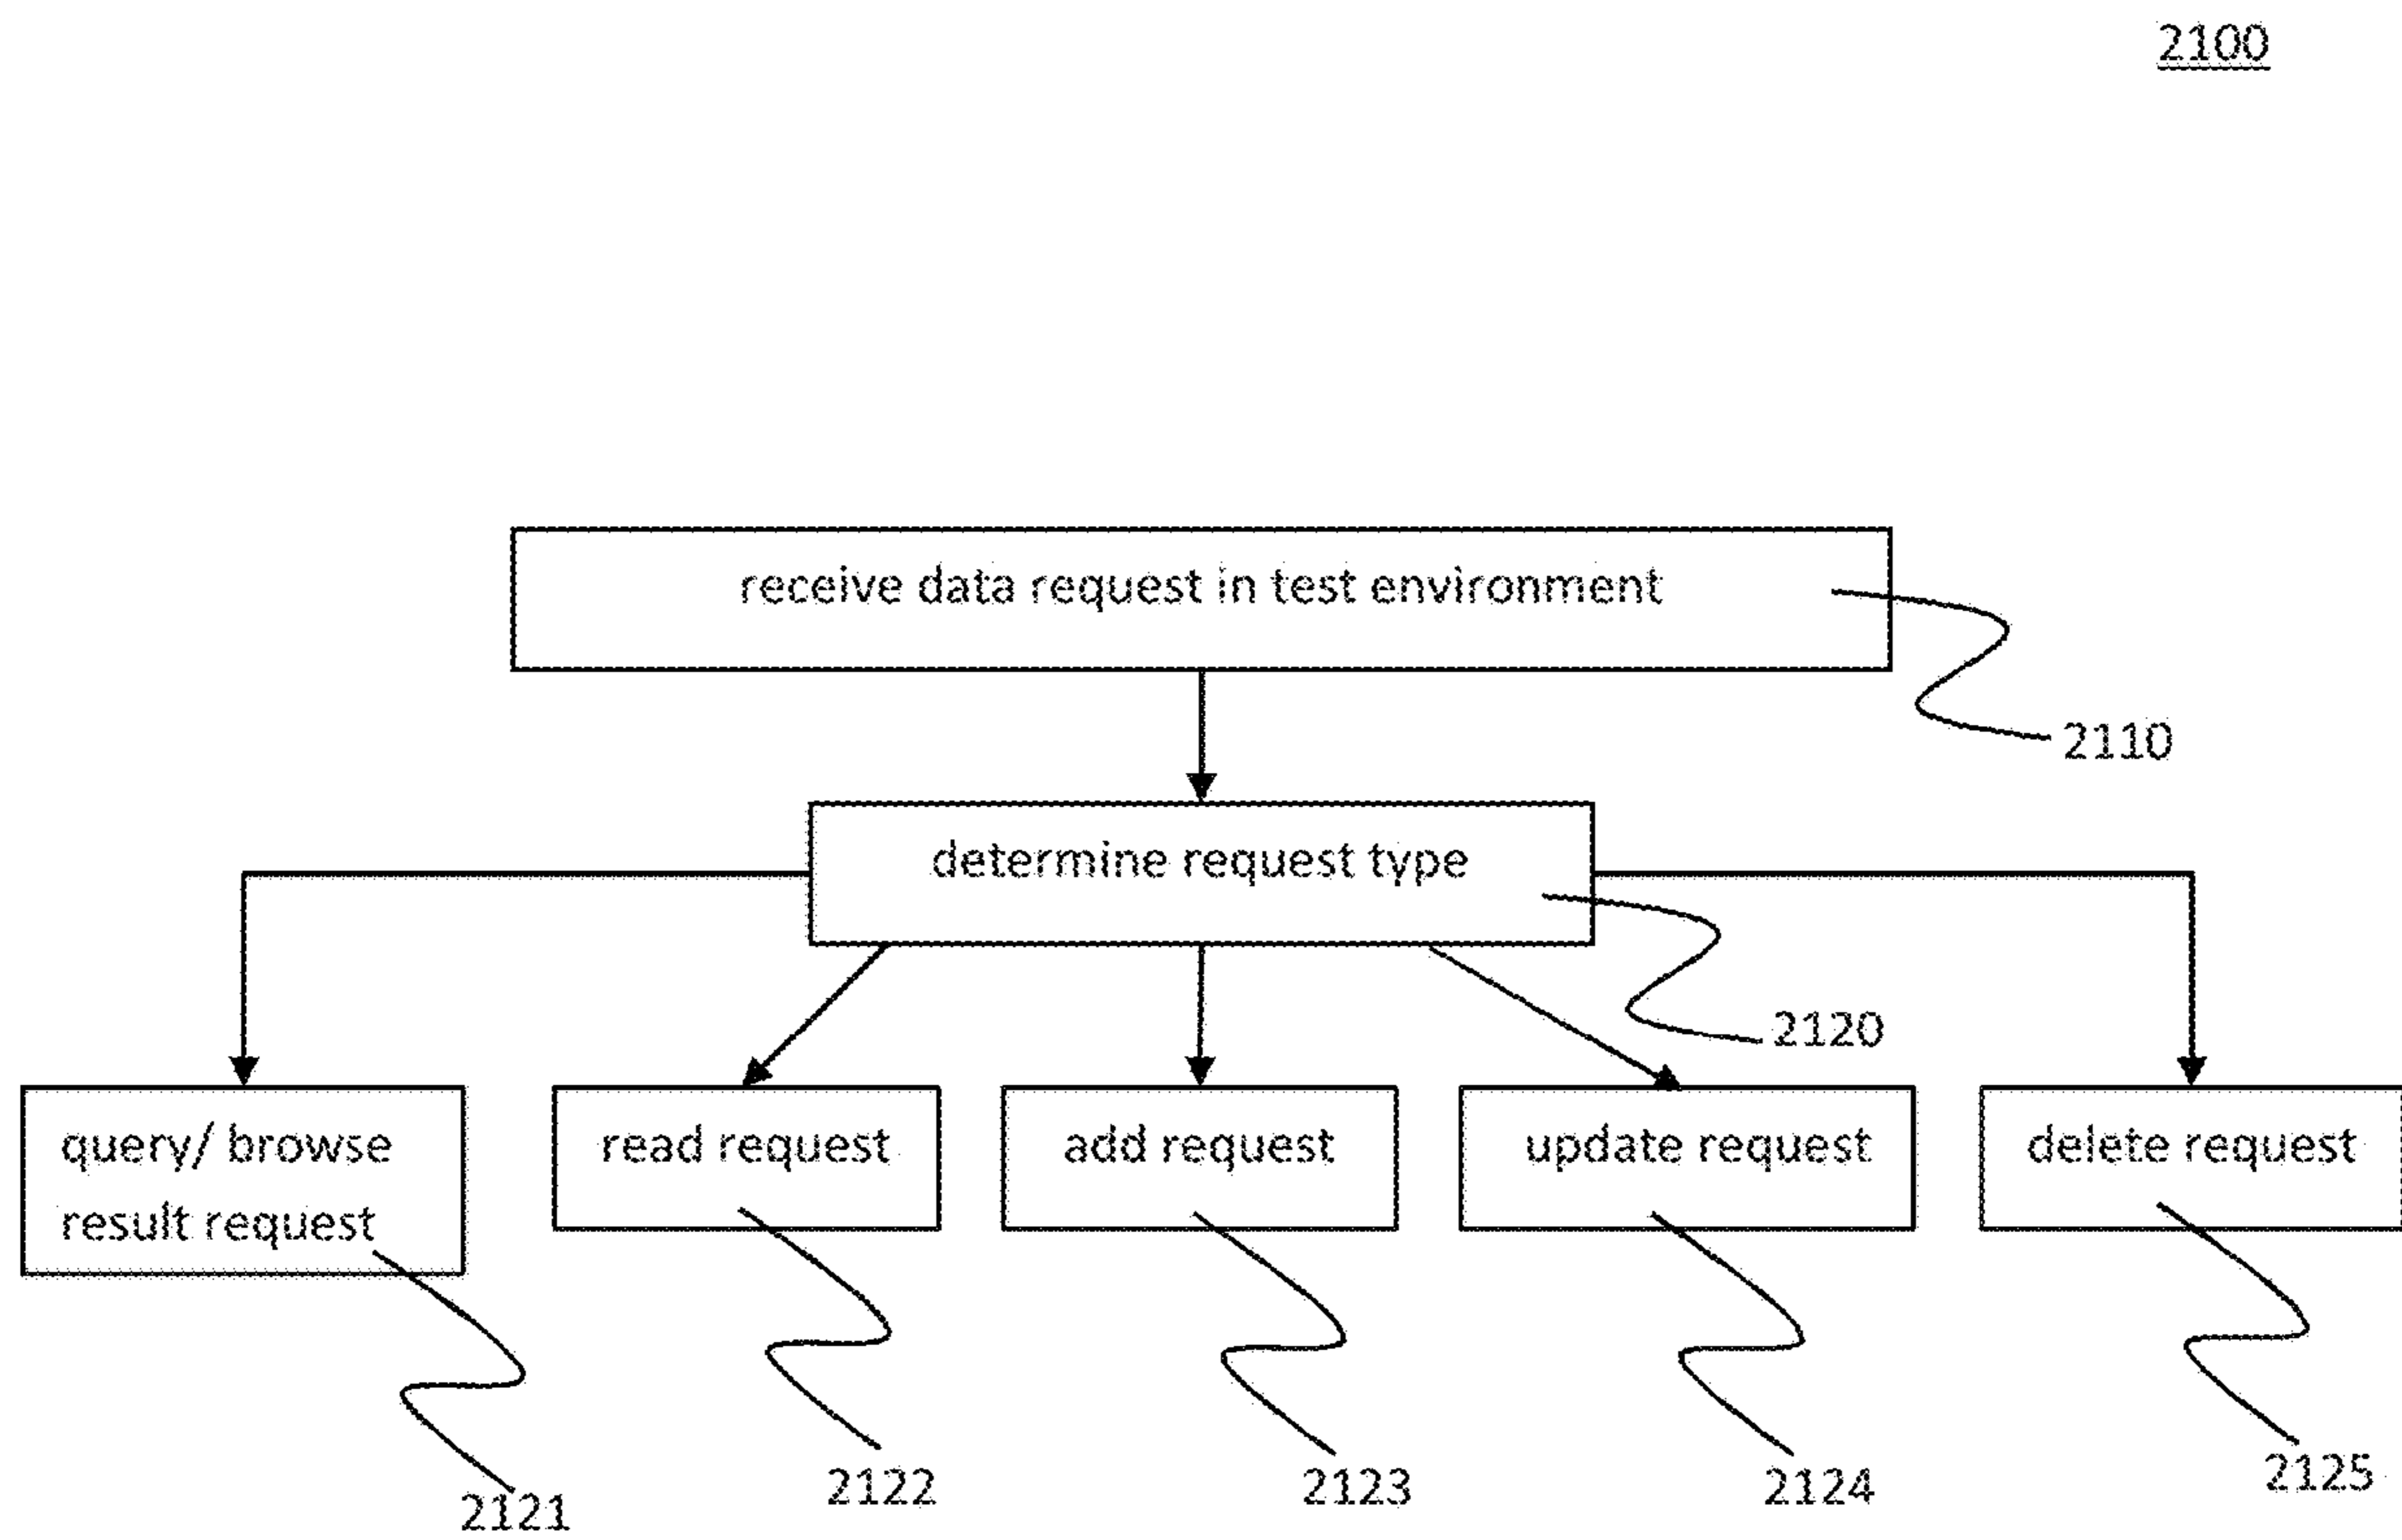 2100
receive data request in test environment
2110
determine request type
2120
query/ browse
result request
read request
add request
update request
delete request
2121
2122
2123
2124
2125